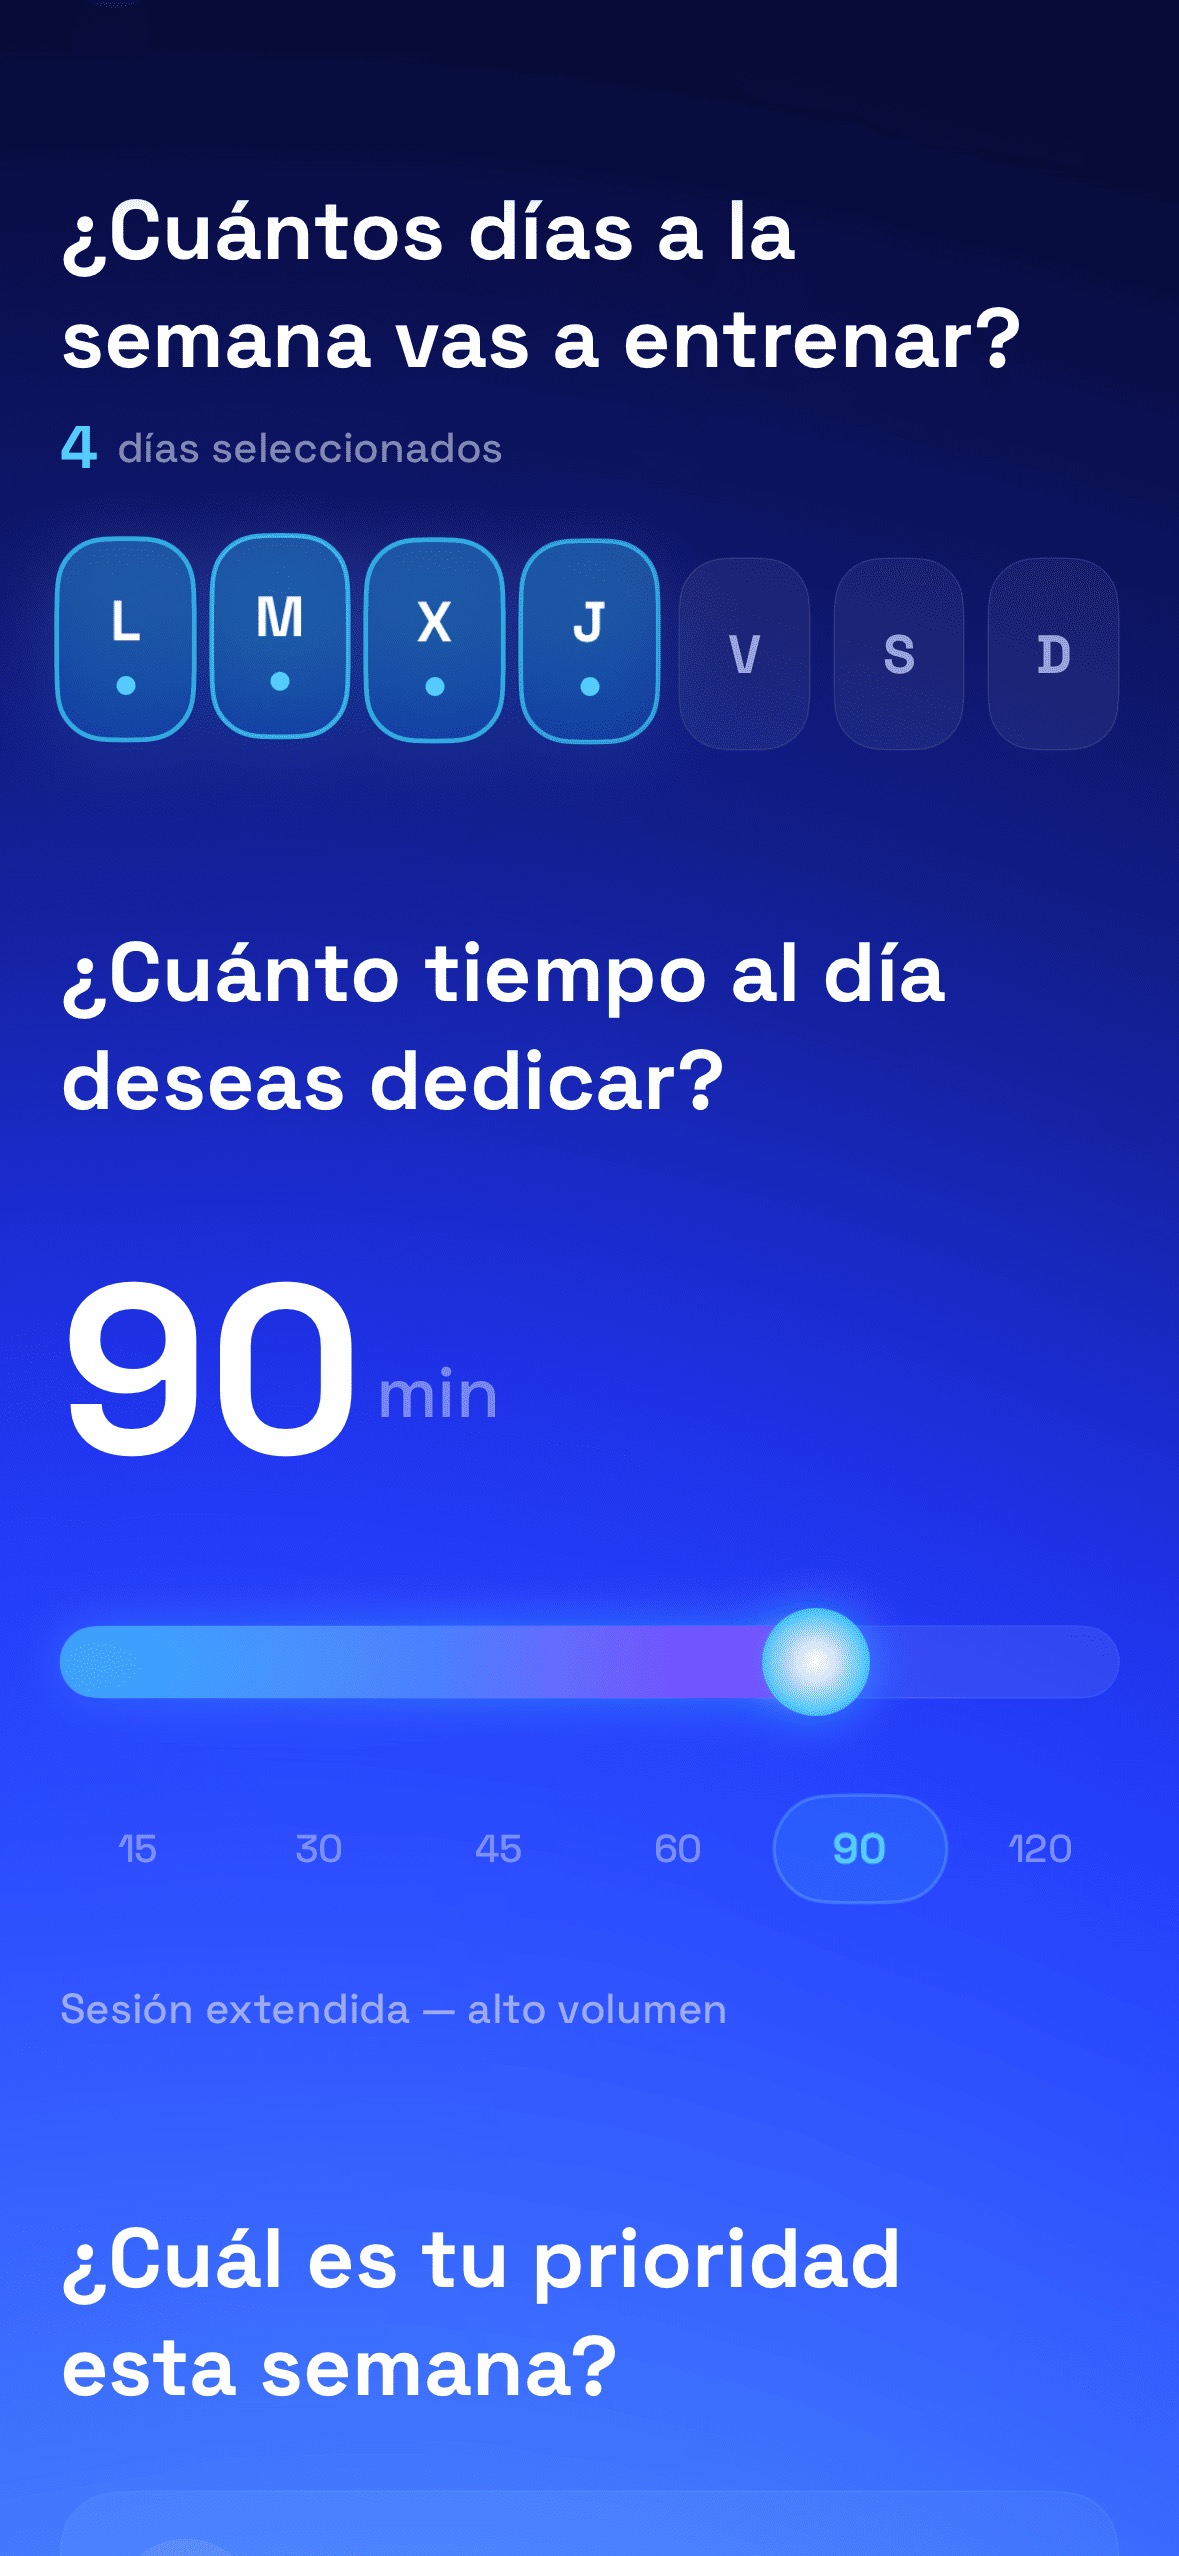 ¿Cuántos días a la
semana vas a entrenar?
4 días seleccionados
L M X J V S D
¿Cuánto tiempo al día
deseas dedicar?
90 min
15 30 45 60 90 120
Sesión extendida — alto volumen
¿Cuál es tu prioridad
esta semana?